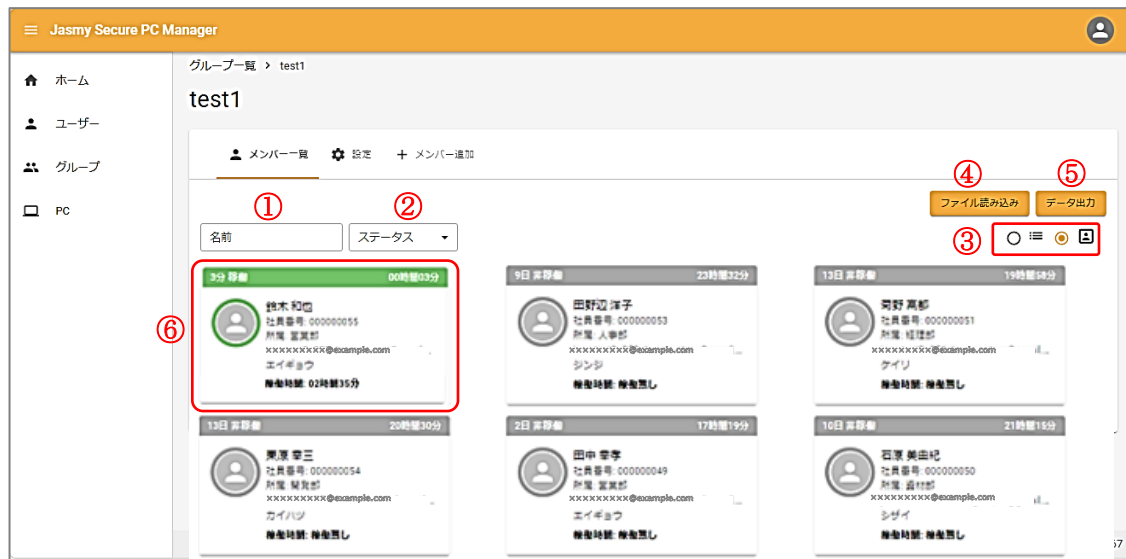 Jasmy Secure PC Manager
ホーム
ユーザー
グループ
PC
グループ一覧 > test1
test1
メンバー一覧 設定 + メンバー追加
④ ⑤
ファイル読み込み データ出力
① ②
名前 ステータス
③
⑥
3分 稼働 00時間03分
鈴木 和也
社員番号: 000000055
所属: 営業部
xxxxxxxxx@example.com
エイギョウ
稼働時間: 02時間35分
9日 非稼働 23時間32分
田野辺 洋子
社員番号: 000000053
所属: 人事部
xxxxxxxxx@example.com
ジンジ
稼働時間: 稼働無し
13日 非稼働 19時間58分
社員番号: 000000051
所属: 経理部
xxxxxxxxx@example.com
ケイリ
稼働時間: 稼働無し
13日 非稼働 20時間30分
栗原 幸三
社員番号: 000000054
所属: 開発部
xxxxxxxxx@example.com
カイハツ
稼働時間: 稼働無し
2日 非稼働 17時間19分
田中 幸孝
社員番号: 000000049
所属: 営業部
xxxxxxxxx@example.com
エイギョウ
稼働時間: 稼働無し
10日 非稼働 21時間15分
石原 美由紀
社員番号: 000000050
所属: 資材部
xxxxxxxxx@example.com
シザイ
稼働時間: 稼働無し